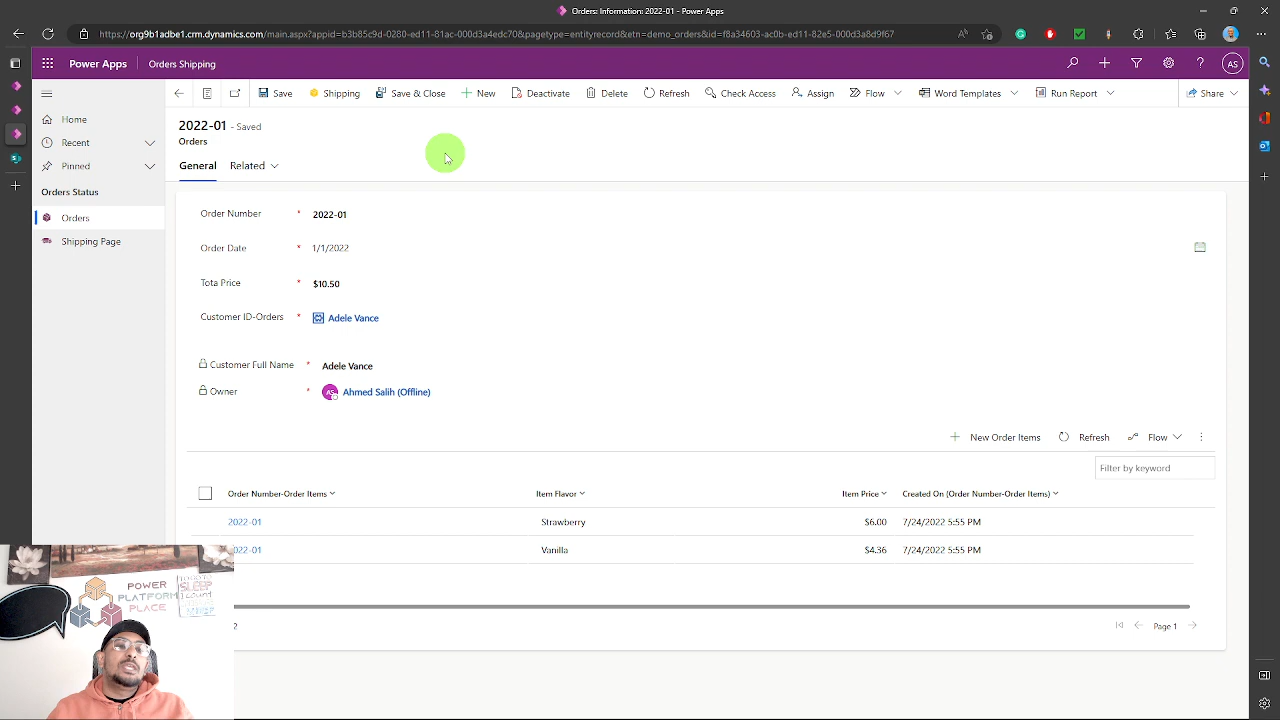 Orders: Information: 2022-01 - Power Apps
https://org9b1adbe1.crm.dynamics.com/main.aspx?appid=3b85c9d-0280-ed11-81ac-000d3a4edc70&pagetype=entityrecord&etn=demo_orders&id=f8a34603-ac0b-ed11-82e5-000d3a8d9f67
Power Apps Orders Shipping AS
Save Shipping Save & Close New Deactivate Delete Refresh Check Access Assign Flow Word Templates Run Report Share
Home
Recent
Pinned
Orders Status
Orders
Shipping Page
2022-01 - Saved
Orders
General Related
Order Number * 2022-01
Order Date * 1/1/2022
Tota Price * $10.50
Customer ID-Orders * Adele Vance
Customer Full Name * Adele Vance
Owner * AS Ahmed Salih (Offline)
New Order Items Refresh Flow
Filter by keyword
Order Number-Order Items Item Flavor Item Price Created On (Order Number-Order Items)
2022-01 Strawberry $6.00 7/24/2022 5:55 PM
022-01 Vanilla $4.36 7/24/2022 5:55 PM
2 Page 1
POWER
PLATFORM
PLACE
SLEEP